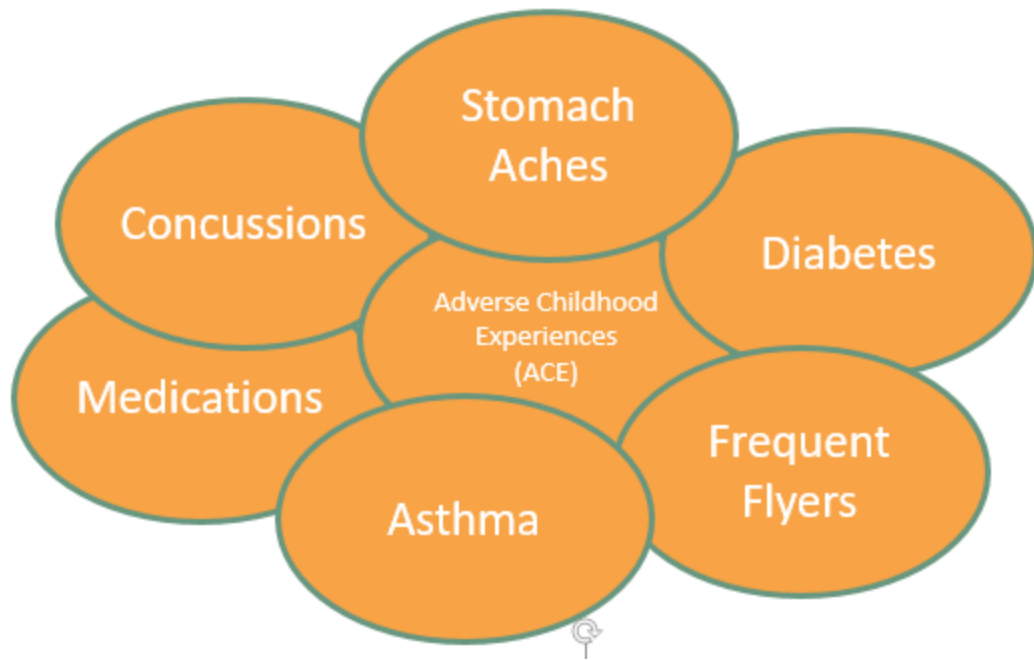 Stomach
Aches
Concussions
Diabetes
Adverse Childhood
Experiences
(ACE)
Medications
Frequent
Flyers
Asthma